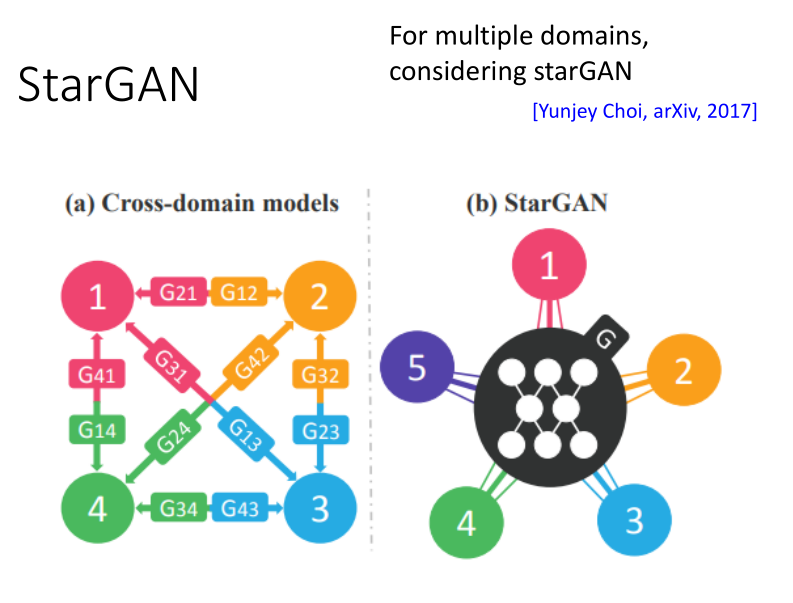 StarGAN
For multiple domains,
considering starGAN
[Yunjey Choi, arXiv, 2017]
(a) Cross-domain models
1
G21
G12
2
G41
G31
G42
G32
G14
G24
G13
G23
4
G34
G43
3
(b) StarGAN
1
G
5
2
4
3